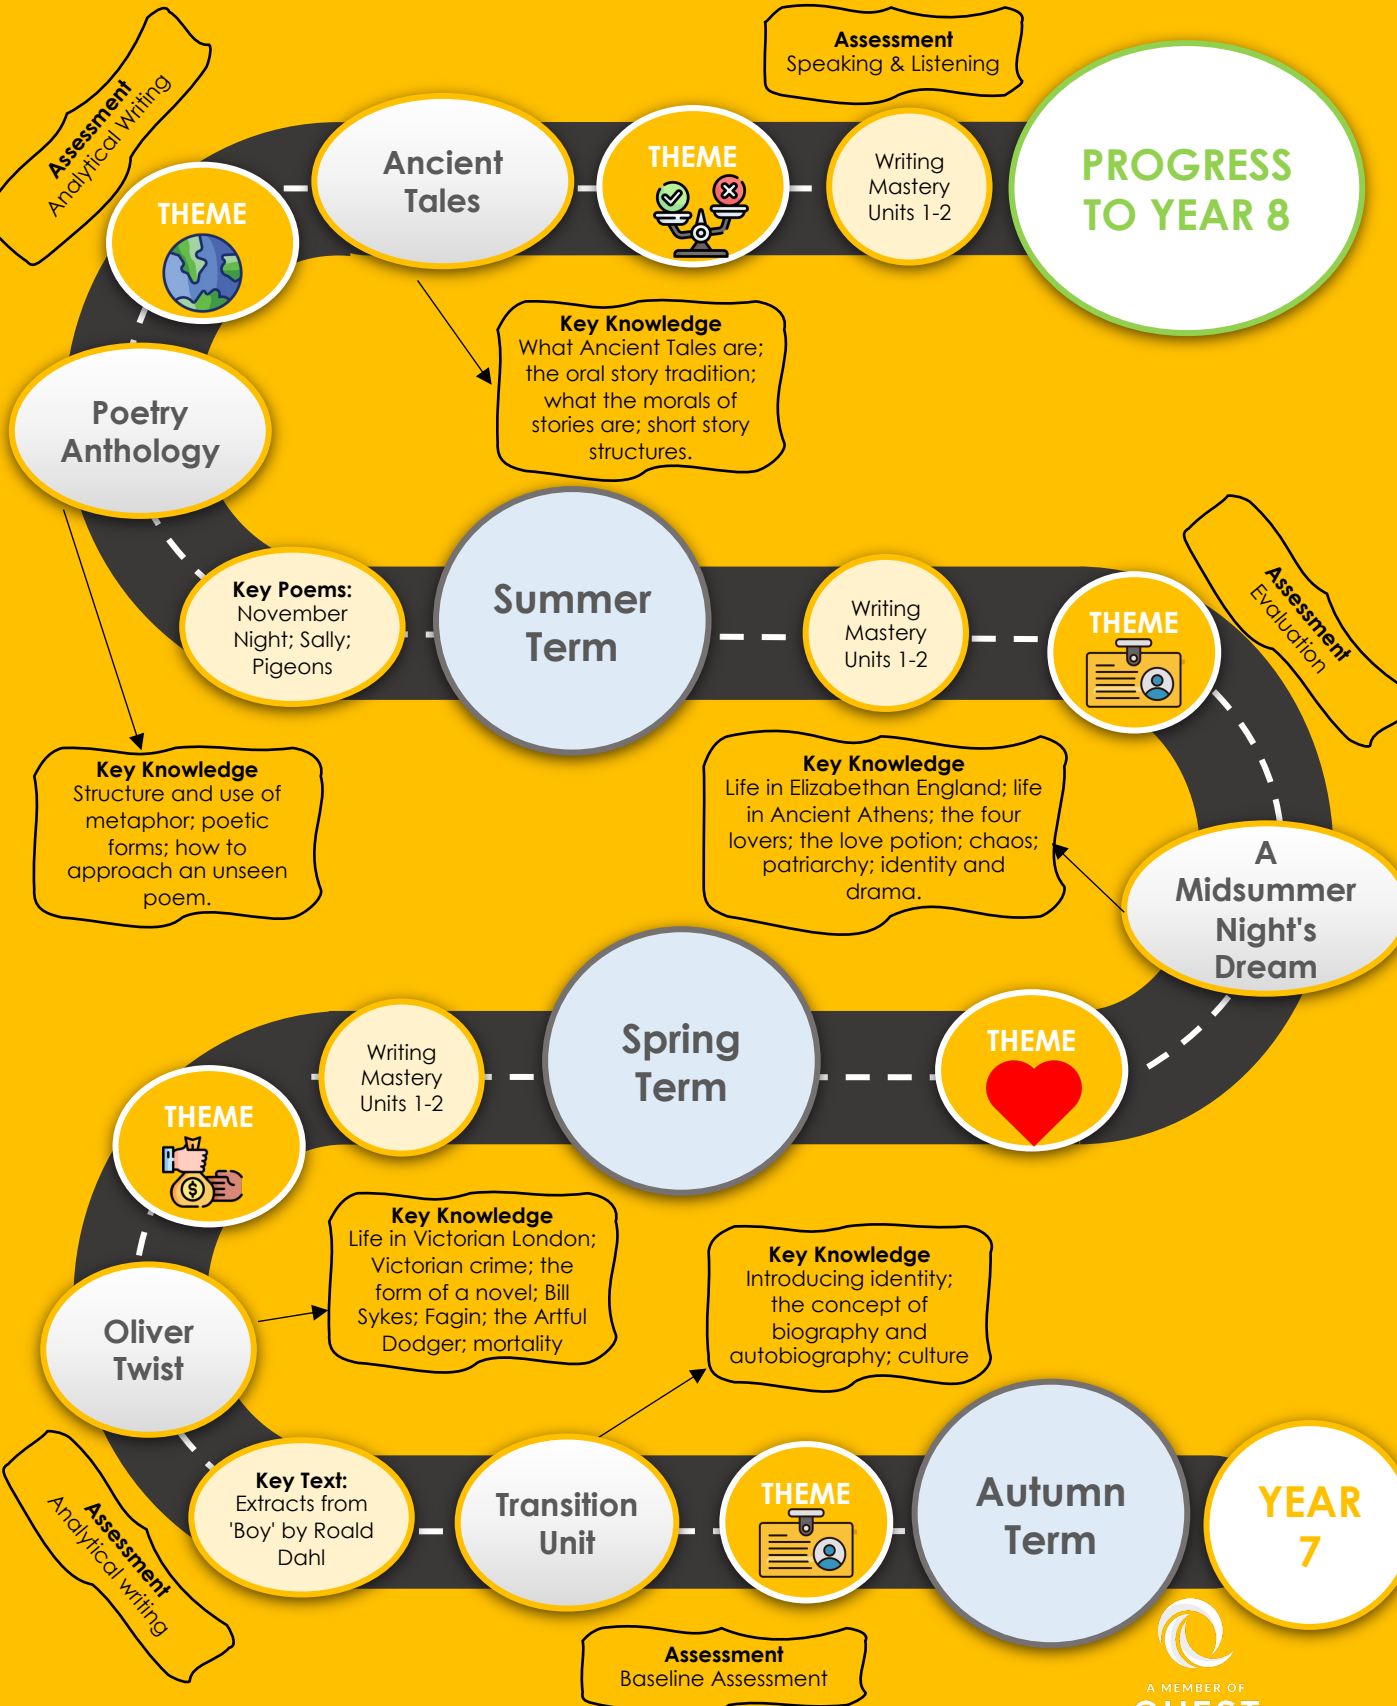 Assessment
Speaking & Listening
Assessment
Analytical Writing
Ancient
Tales
THEME
Writing
Mastery
Units 1-2
PROGRESS
TO YEAR 8
THEME
Key Knowledge
What Ancient Tales are;
the oral story tradition;
what the morals of
stories are; short story
structures.
Poetry
Anthology
Key Poems:
November
Night; Sally;
Pigeons
Summer
Term
Writing
Mastery
Units 1-2
THEME
Assessment
Evaluation
Key Knowledge
Structure and use of
metaphor; poetic
forms; how to
approach an unseen
poem.
Key Knowledge
Life in Elizabethan England; life
in Ancient Athens; the four
lovers; the love potion; chaos;
patriarchy; identity and
drama.
A
Midsummer
Night's
Dream
Spring
Term
THEME
Writing
Mastery
Units 1-2
THEME
$
Key Knowledge
Life in Victorian London;
Victorian crime; the
form of a novel; Bill
Sykes; Fagin; the Artful
Dodger; mortality
Key Knowledge
Introducing identity;
the concept of
biography and
autobiography; culture
Oliver
Twist
Assessment
Analytical writing
Key Text:
Extracts from
'Boy' by Roald
Dahl
Transition
Unit
THEME
Autumn
Term
YEAR
7
Assessment
Baseline Assessment
A MEMBER OF
QUEST